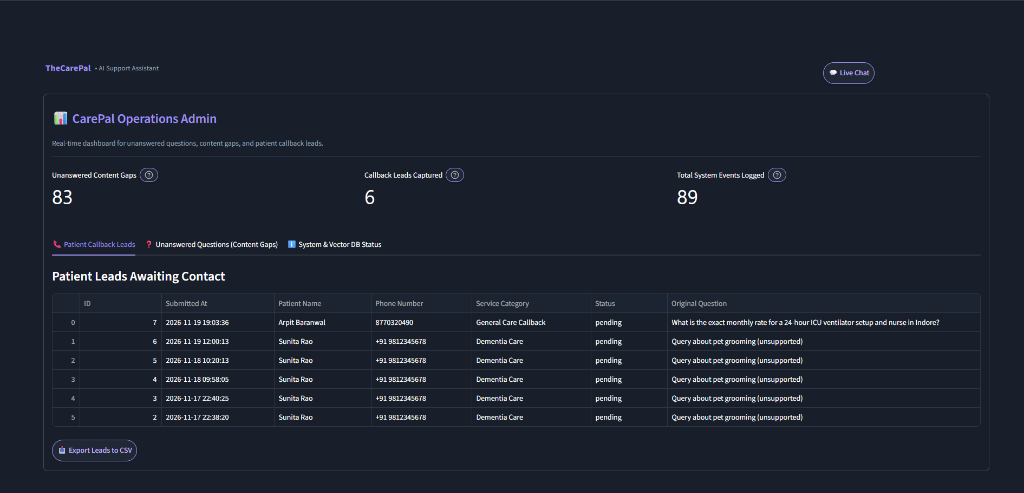 TheCarePal • AI Support Assistant
💬 Live Chat
📊 CarePal Operations Admin
Real-time dashboard for unanswered questions, content gaps, and patient callback leads.
Unanswered Content Gaps Callback Leads Captured Total System Events Logged
83 6 89
📞 Patient Callback Leads ❓ Unanswered Questions (Content Gaps) ℹ️ System & Vector DB Status
Patient Leads Awaiting Contact
ID Submitted At Patient Name Phone Number Service Category Status Original Question
0 7 2026-11-19 19:03:36 Arpit Baranwal 8770320490 General Care Callback pending What is the exact monthly rate for a 24-hour ICU ventilator setup and nurse in Indore?
1 6 2026-11-19 12:00:13 Sunita Rao +91 9812345678 Dementia Care pending Query about pet grooming (unsupported)
2 5 2026-11-18 10:20:13 Sunita Rao +91 9812345678 Dementia Care pending Query about pet grooming (unsupported)
3 4 2026-11-18 09:58:05 Sunita Rao +91 9812345678 Dementia Care pending Query about pet grooming (unsupported)
4 3 2026-11-17 22:40:25 Sunita Rao +91 9812345678 Dementia Care pending Query about pet grooming (unsupported)
5 2 2026-11-17 22:38:20 Sunita Rao +91 9812345678 Dementia Care pending Query about pet grooming (unsupported)
📥 Export Leads to CSV